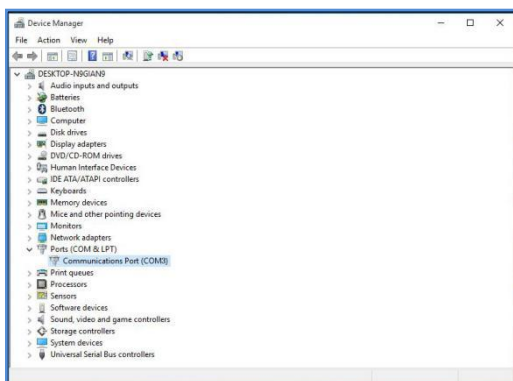 Device Manager
File Action View Help
DESKTOP-N9GIAN9
Audio inputs and outputs
Batteries
Bluetooth
Computer
Disk drives
Display adapters
DVD/CD-ROM drives
Human Interface Devices
IDE ATA/ATAPI controllers
Keyboards
Memory devices
Mice and other pointing devices
Monitors
Network adapters
Ports (COM & LPT)
Communications Port (COM3)
Print queues
Processors
Sensors
Software devices
Sound, video and game controllers
Storage controllers
System devices
Universal Serial Bus controllers